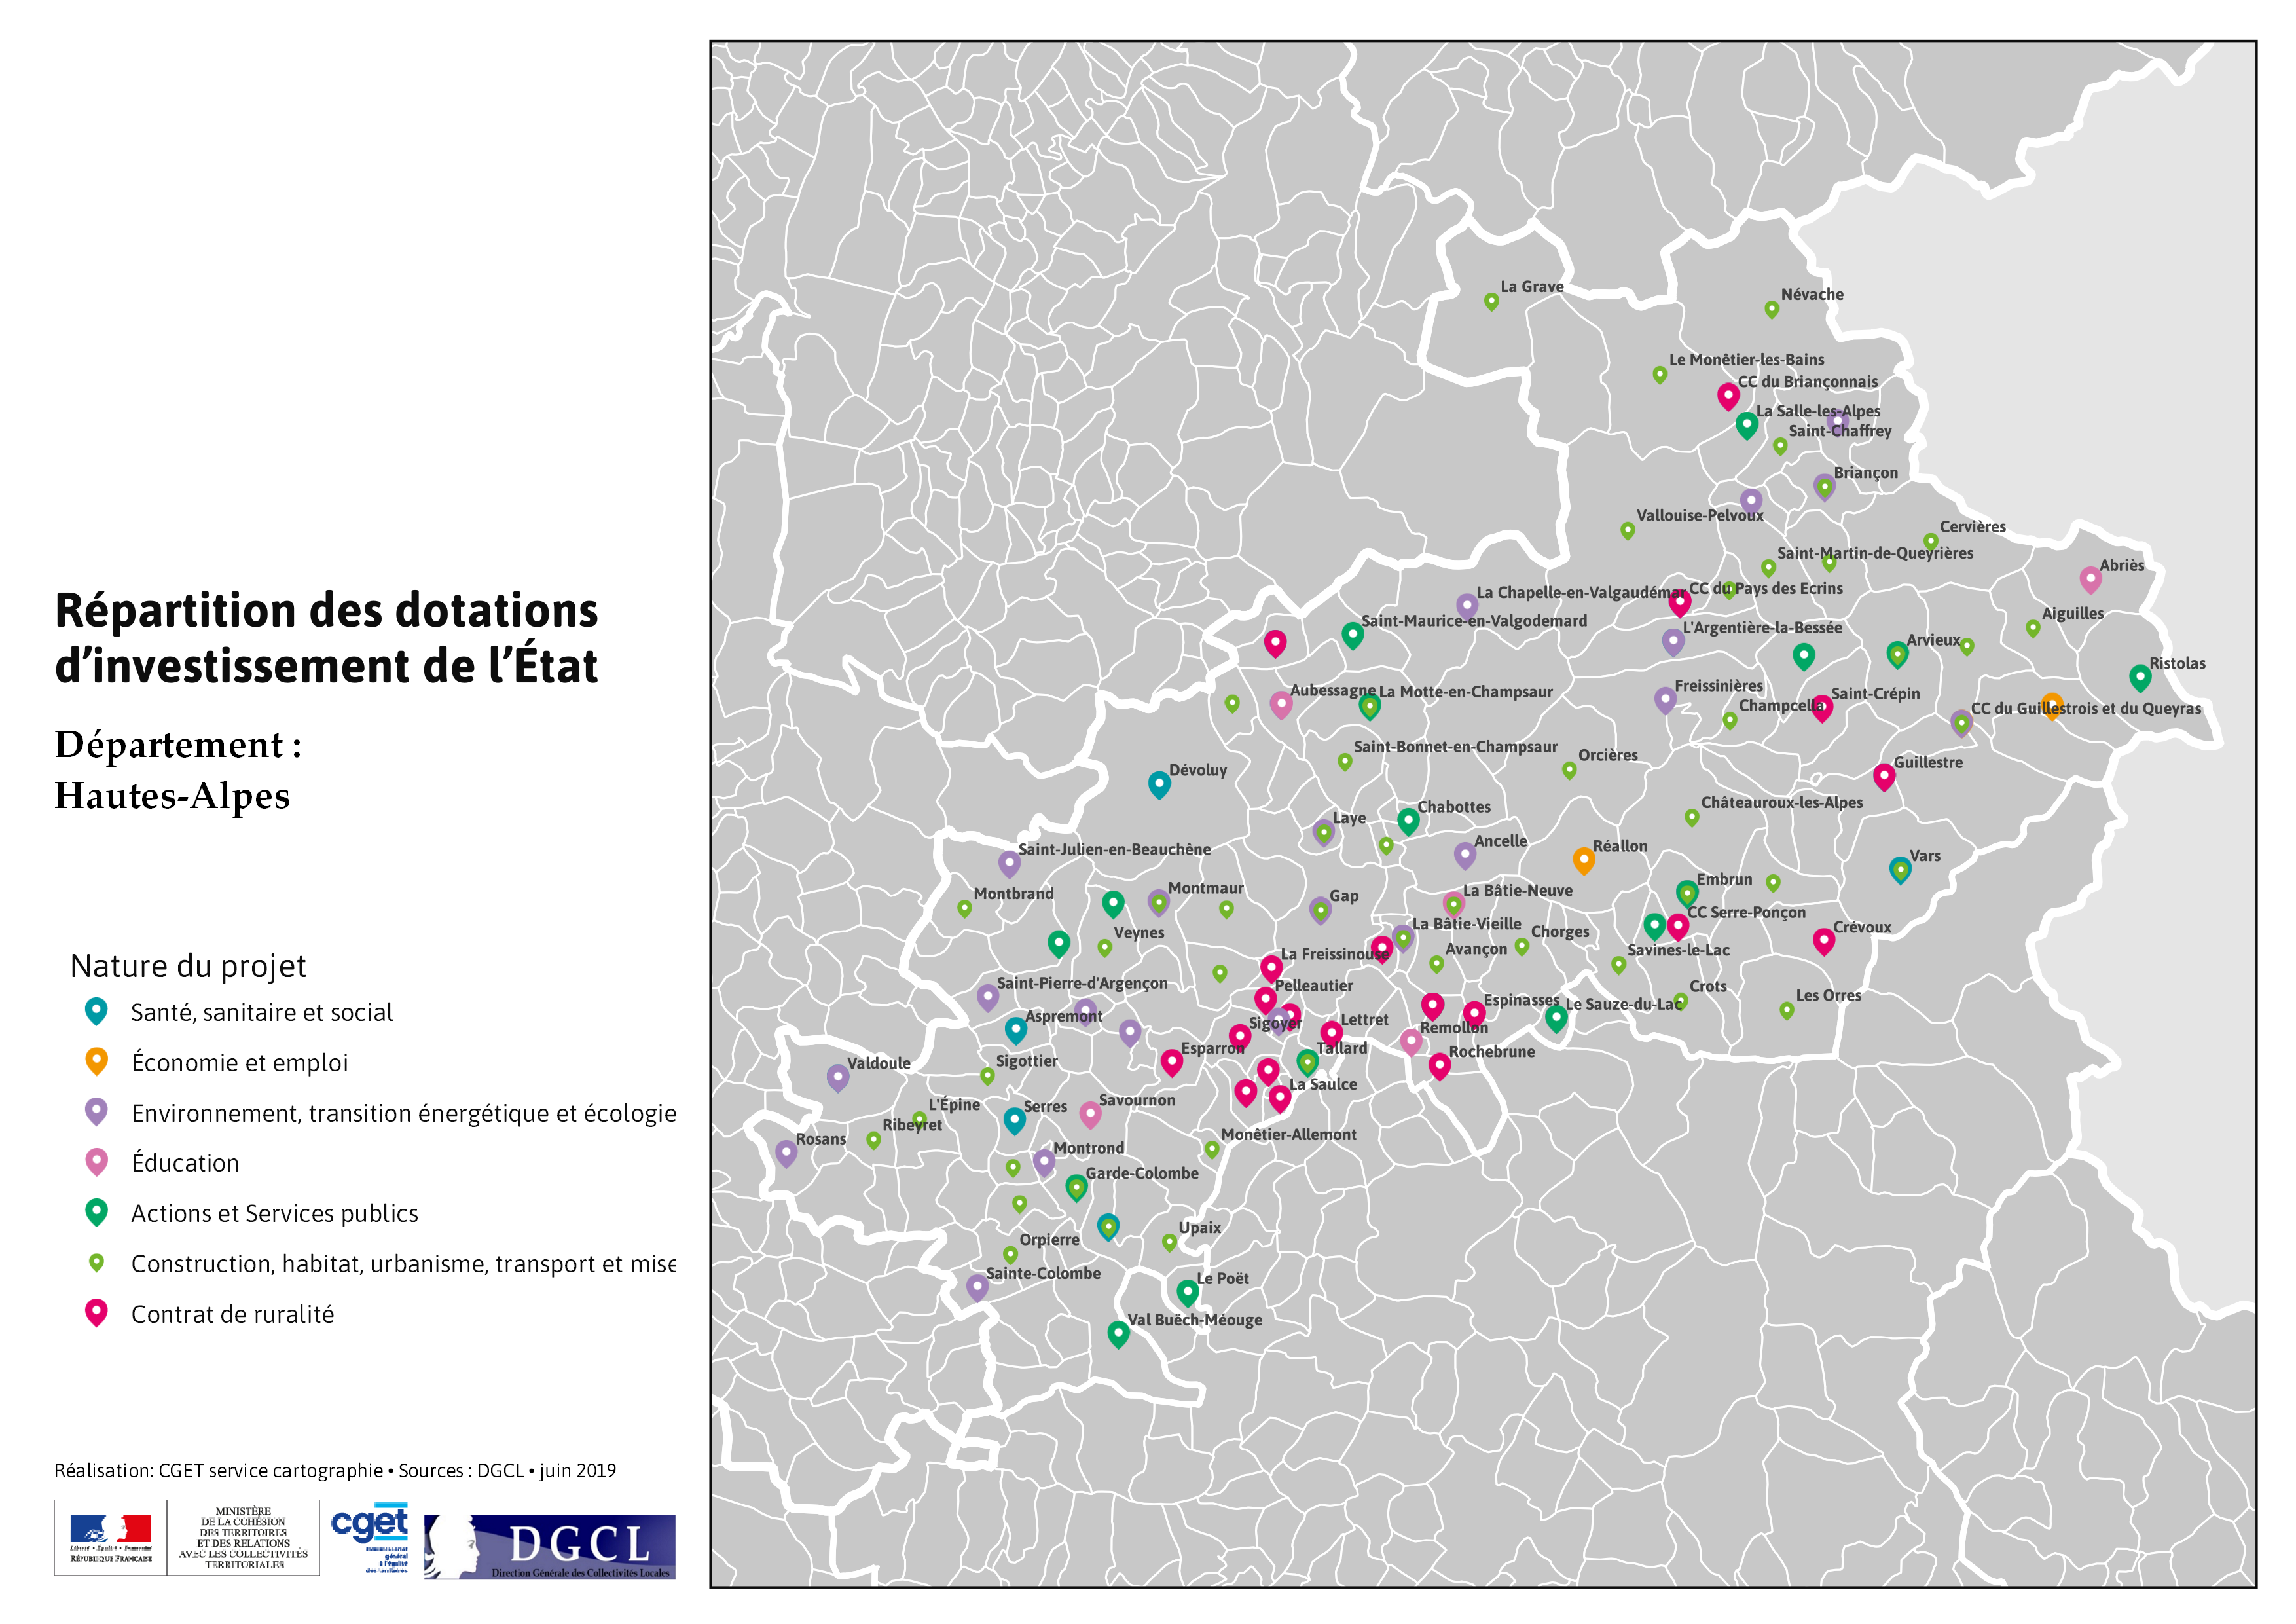 Répartition des dotations
d’investissement de l’État
Département :
Hautes-Alpes
Nature du projet
Santé, sanitaire et social
Économie et emploi
Environnement, transition énergétique et écologie
Éducation
Actions et Services publics
Construction, habitat, urbanisme, transport et mise
Contrat de ruralité
Réalisation: CGET service cartographie • Sources : DGCL • juin 2019
Liberté • Égalité • Fraternité
RÉPUBLIQUE FRANÇAISE
MINISTÈRE
DE LA COHÉSION
DES TERRITOIRES
ET DES RELATIONS
AVEC LES COLLECTIVITÉS
TERRITORIALES
cget
Commissariat
général
à l'égalité
des territoires
DGCL
Direction Générale des Collectivités Locales
La Grave
Névache
Le Monêtier-les-Bains
CC du Briançonnais
La Salle-les-Alpes
Saint-Chaffrey
Briançon
Vallouise-Pelvoux
Cervières
Saint-Martin-de-Queyrières
Abriès
La Chapelle-en-Valgaudémar
CC du Pays des Ecrins
Aiguilles
Saint-Maurice-en-Valgodemard
L'Argentière-la-Bessée
Arvieux
Ristolas
Aubessagne
La Motte-en-Champsaur
Freissinières
Saint-Crépin
Champcella
CC du Guillestrois et du Queyras
Saint-Bonnet-en-Champsaur
Orcières
Guillestre
Dévoluy
Châteauroux-les-Alpes
Chabottes
Laye
Ancelle
Réallon
Saint-Julien-en-Beauchêne
Vars
Montbrand
Montmaur
Gap
La Bâtie-Neuve
Embrun
CC Serre-Ponçon
La Bâtie-Vieille
Chorges
Crévoux
Veynes
La Freissinouse
Avançon
Savines-le-Lac
Saint-Pierre-d'Argençon
Pelleautier
Crots
Les Orres
Espinasses
Le Sauze-du-Lac
Aspremont
Sigoyer
Lettret
Remollon
Esparron
Tallard
Rochebrune
Sigottier
Valdoule
La Saulce
L'Épine
Serres
Savournon
Ribeyret
Rosans
Monêtier-Allemont
Montrond
Garde-Colombe
Upaix
Orpierre
Sainte-Colombe
Le Poët
Val Buëch-Méouge